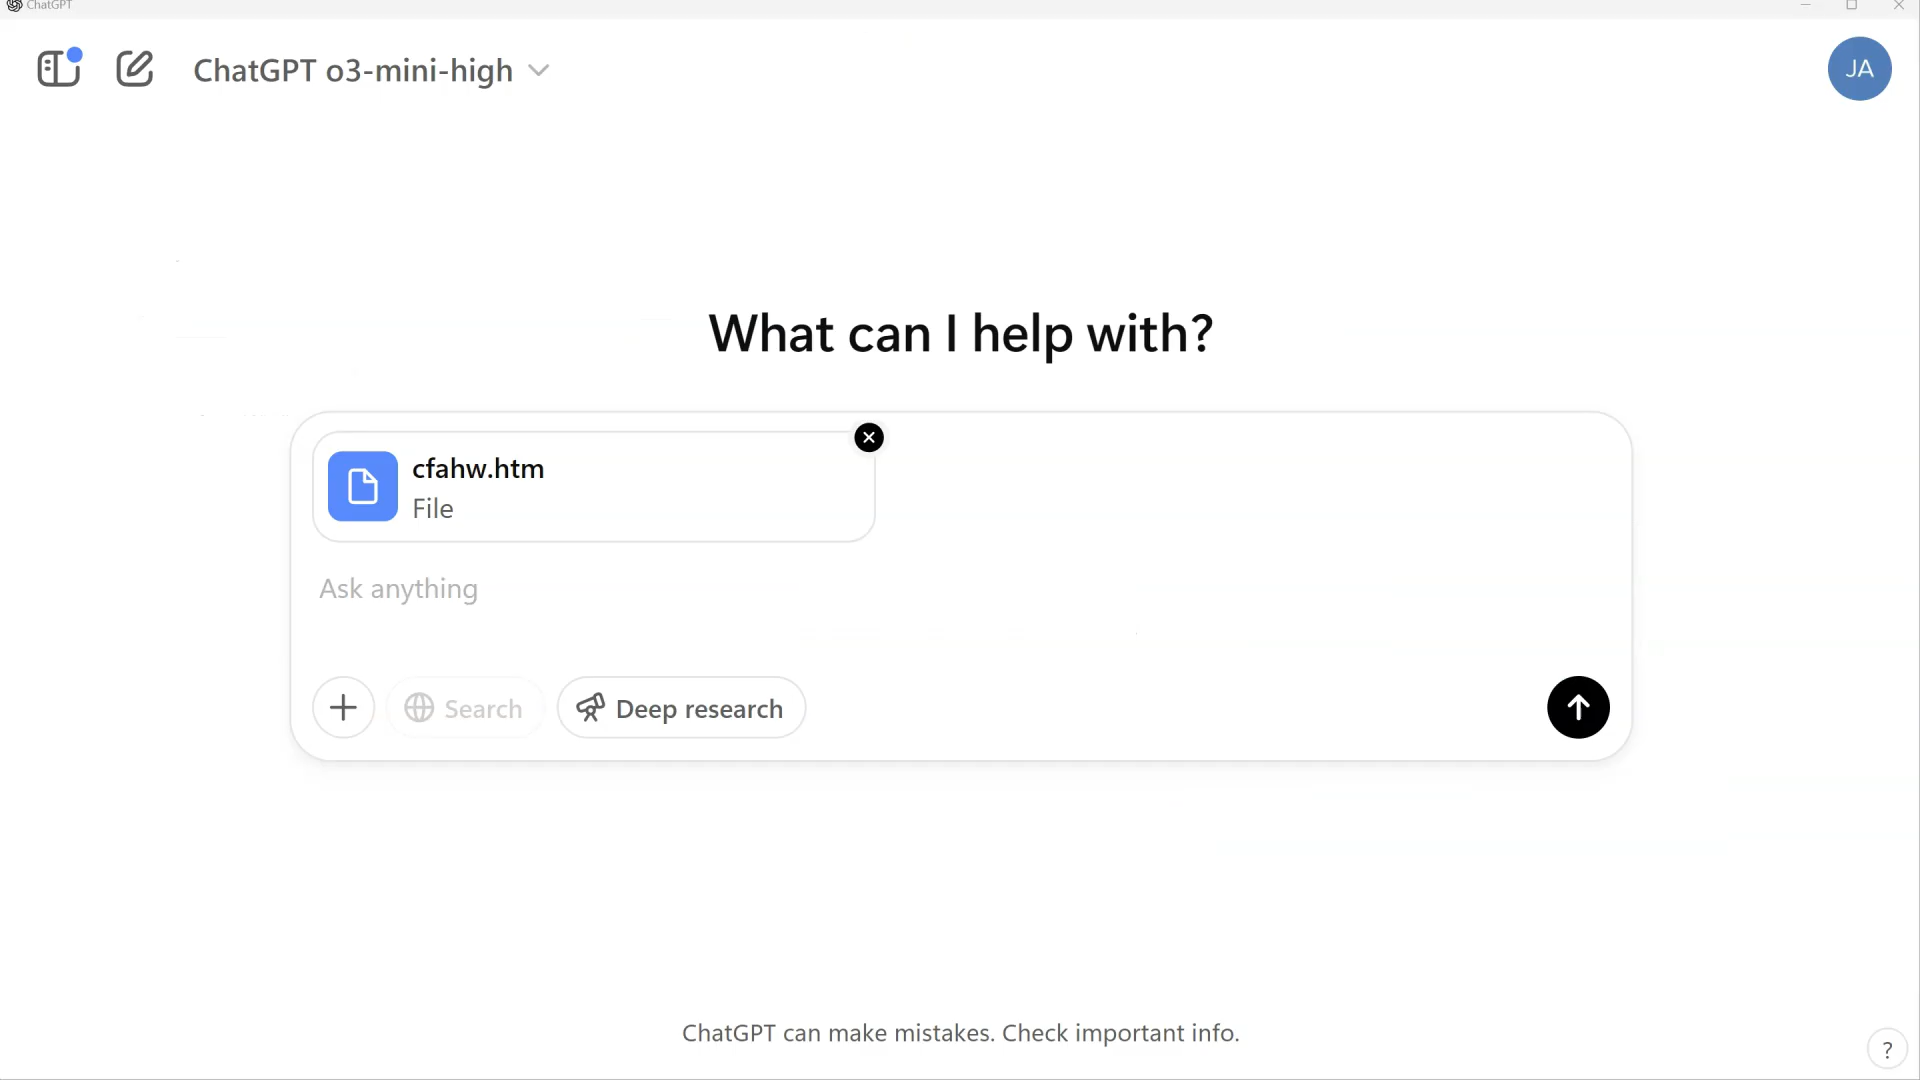 ChatGPT
ChatGPT o3-mini-high
JA
What can I help with?
cfahw.htm
File
Ask anything
Search
Deep research
ChatGPT can make mistakes. Check important info.
?